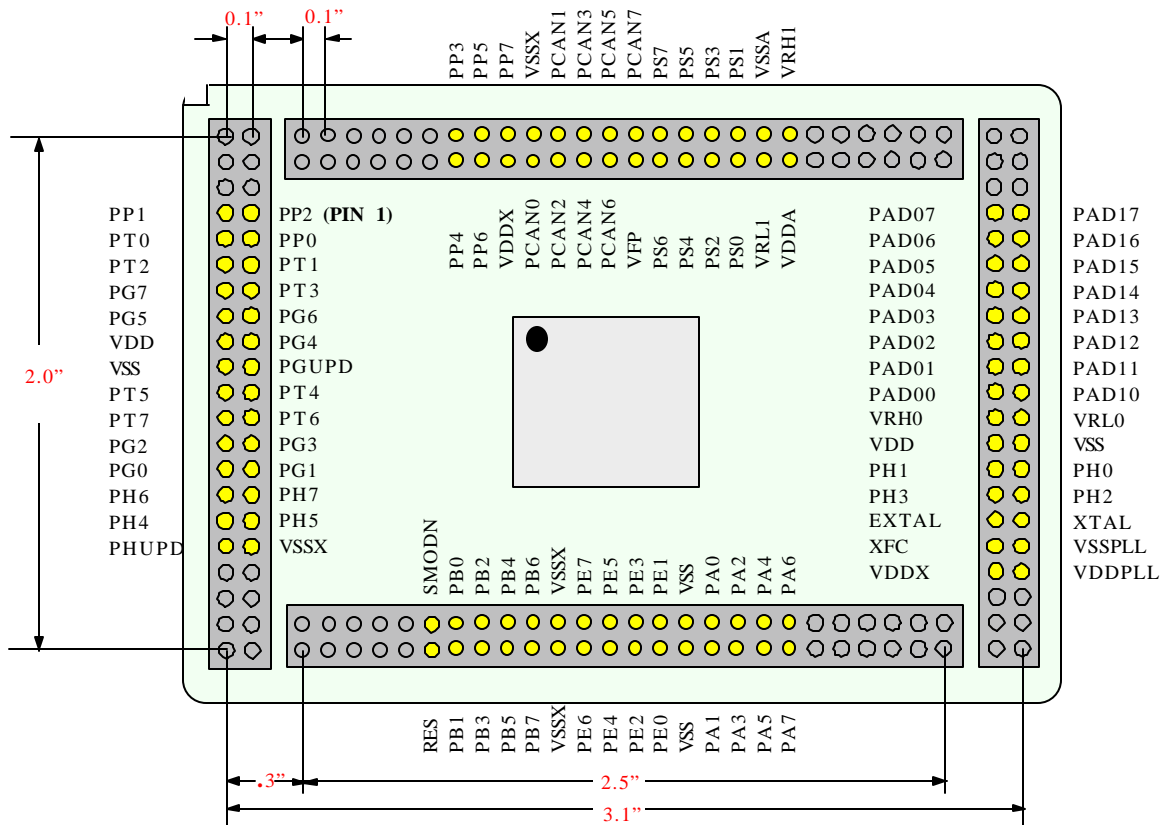 0.1”
0.1”
PP3
PP5
PP7
VSSX
PCAN1
PCAN3
PCAN5
PCAN7
PS7
PS5
PS3
PS1
VSSA
VRH1
PP4
PP6
VDDX
PCAN0
PCAN2
PCAN4
PCAN6
VFP
PS6
PS4
PS2
PS0
VRL1
VDDA
PP1
PT0
PT2
PG7
PG5
VDD
VSS
PT5
PT7
PG2
PG0
PH6
PH4
PHUPD
PP2 (PIN 1)
PP0
PT1
PT3
PG6
PG4
PGUPD
PT4
PT6
PG3
PG1
PH7
PH5
VSSX
2.0”
PAD07
PAD06
PAD05
PAD04
PAD03
PAD02
PAD01
PAD00
VRH0
VDD
PH1
PH3
EXTAL
XFC
VDDX
PAD17
PAD16
PAD15
PAD14
PAD13
PAD12
PAD11
PAD10
VRL0
VSS
PH0
PH2
XTAL
VSSPLL
VDDPLL
SMODN
PB0
PB2
PB4
PB6
VSSX
PE7
PE5
PE3
PE1
VSS
PA0
PA2
PA4
PA6
RES
PB1
PB3
PB5
PB7
VSSX
PE6
PE4
PE2
PE0
VSS
PA1
PA3
PA5
PA7
.3”
2.5”
3.1”